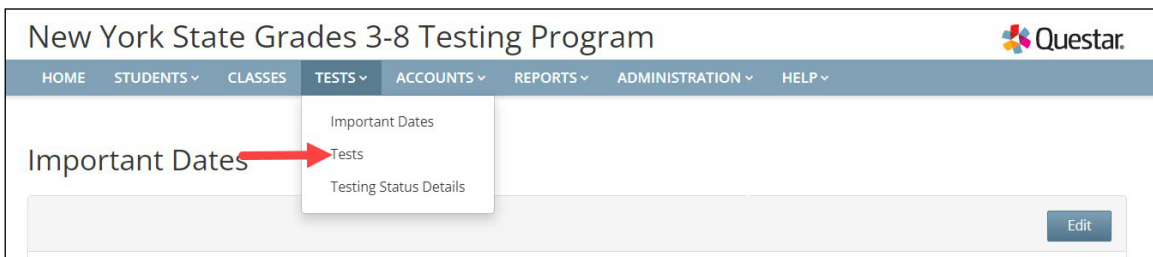 New York State Grades 3-8 Testing Program
Questar.
HOME STUDENTS CLASSES TESTS ACCOUNTS REPORTS ADMINISTRATION HELP
Important Dates
Tests
Testing Status Details
Important Dates
Edit